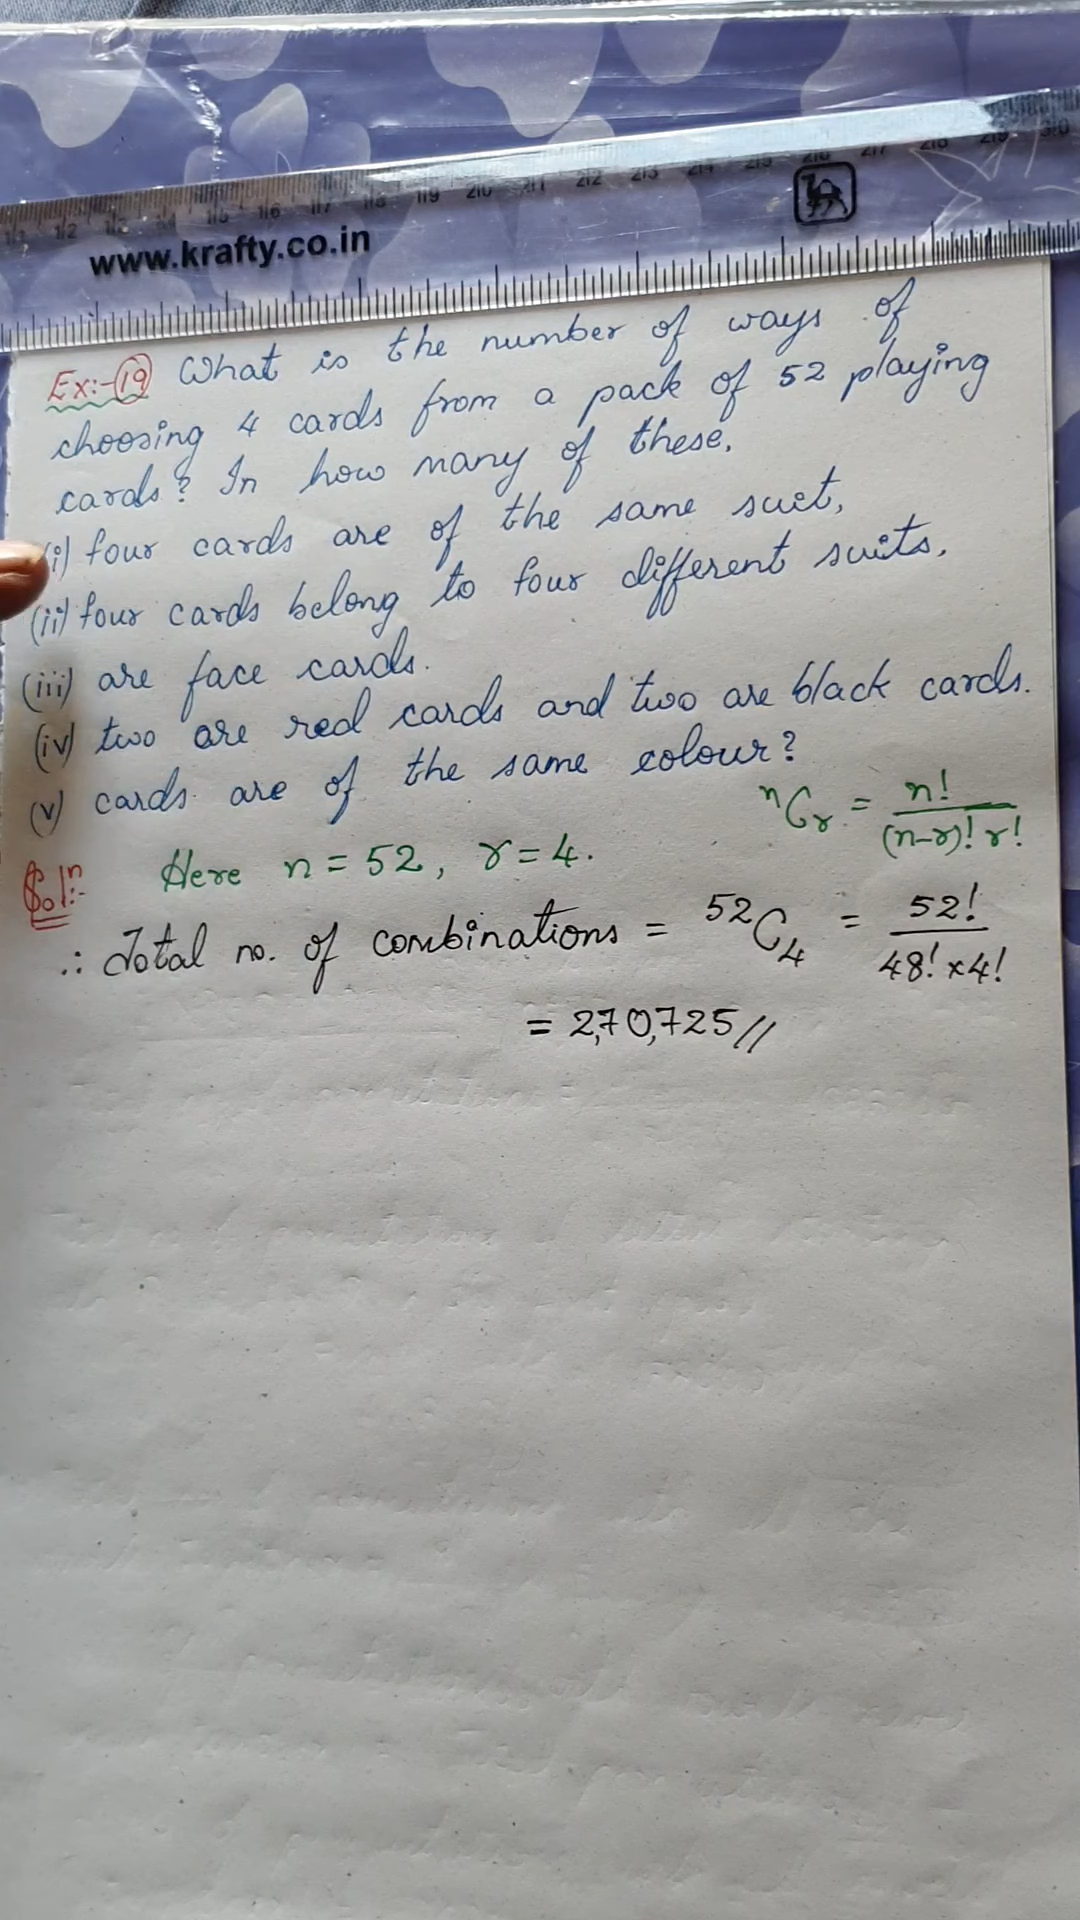 www.krafty.co.in
Ex:-(19) What is the number of ways of
choosing 4 cards from a pack of 52 playing
cards? In how many of these,
(i) four cards are of the same suit,
(ii) four cards belong to four different suits,
(iii) are face cards.
(iv) two are red cards and two are black cards.
(v) cards are of the same colour?
ⁿCᵣ = n!/(n-r)! r!
Solⁿ:- Here n = 52, r = 4.
∴ Total no. of combinations = ⁵²C₄ = 52!/48! x 4!
= 2,70,725//